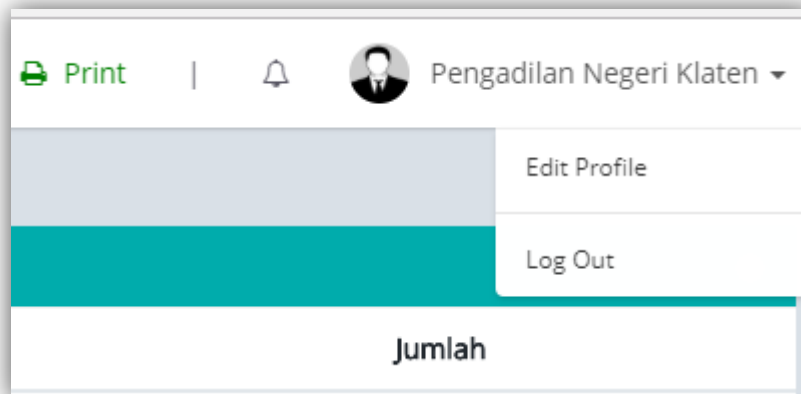 Print | Pengadilan Negeri Klaten
Edit Profile
Log Out
Jumlah